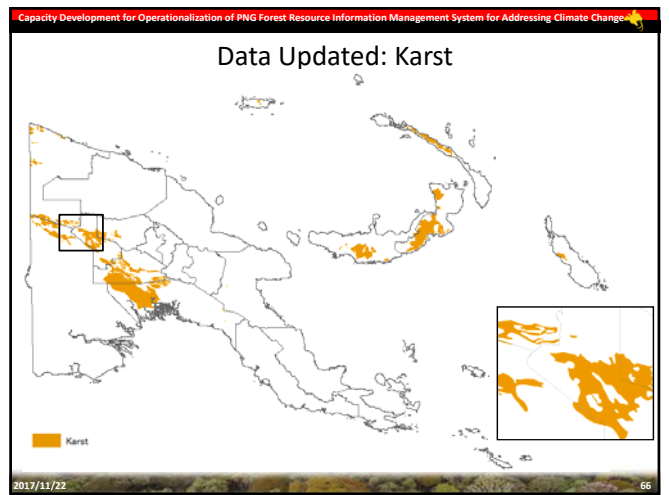 Capacity Development for Operationalization of PNG Forest Resource Information Management System for Addressing Climate Change
Data Updated: Karst
Karst
2017/11/22
66